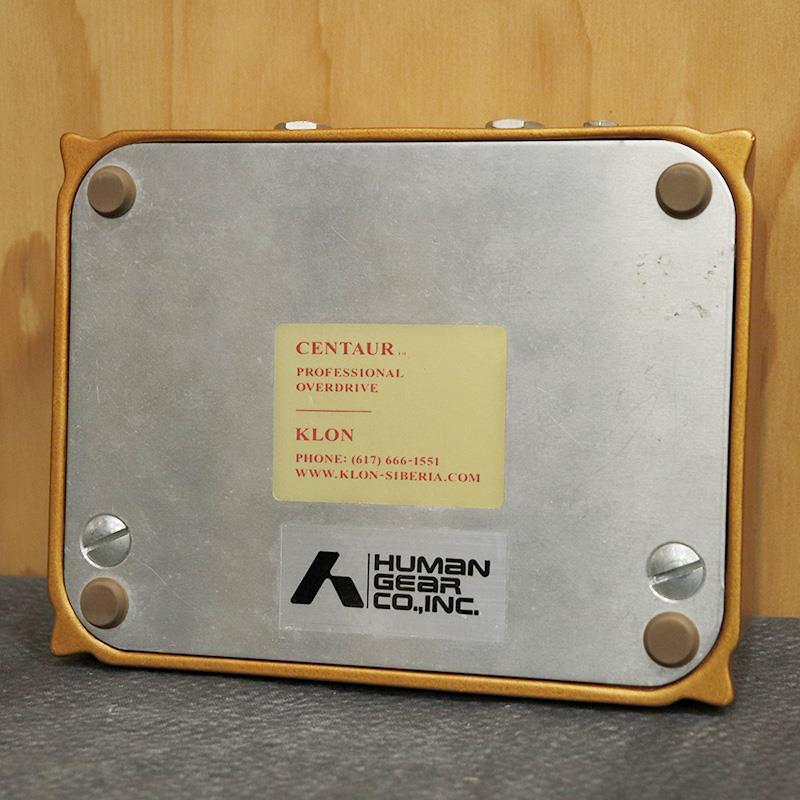 CENTAUR TM
PROFESSIONAL
OVERDRIVE
KLON
PHONE: (617) 666-1551
WWW.KLON-SIBERIA.COM
HUMAN
GEAR
CO.,INC.